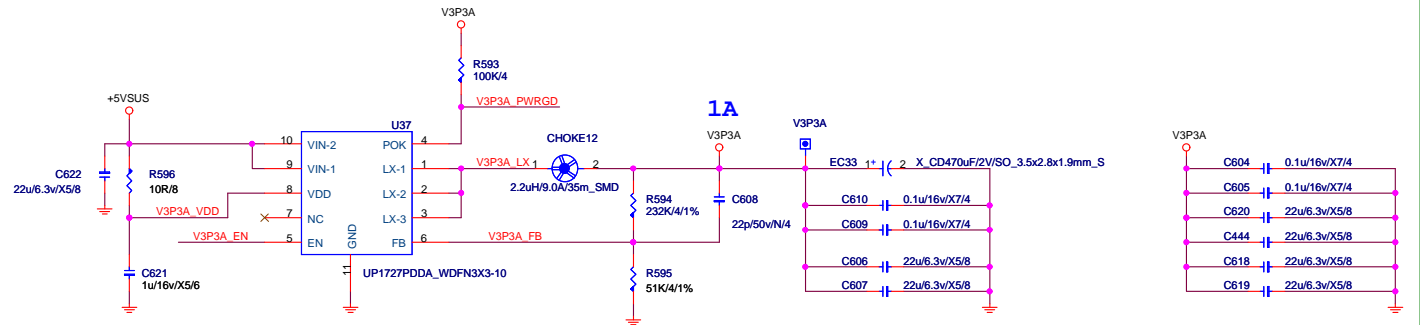 V3P3A
R593
100K/4
+5VSUS
V3P3A_PWRGD
1A
U37
V3P3A
V3P3A
V3P3A
10 VIN-2 POK 4
CHOKE12
C622
22u/6.3v/X5/8
R596
10R/8
9 VIN-1 LX-1 1
V3P3A_LX 1 2
2.2uH/9.0A/35m_SMD
EC33 1 + 2 X_CD470uF/2V/SO_3.5x2.8x1.9mm_S
C604 0.1u/16v/X7/4
8 VDD LX-2 2
V3P3A_VDD
7 NC LX-3 3
R594
232K/4/1%
C608
22p/50v/N/4
C610 0.1u/16v/X7/4
C605 0.1u/16v/X7/4
C609 0.1u/16v/X7/4
C620 22u/6.3v/X5/8
V3P3A_EN
5 EN FB 6
V3P3A_FB
C444 22u/6.3v/X5/8
GND
11
C621
1u/16v/X5/6
UP1727PDDA_WDFN3X3-10
R595
51K/4/1%
C606 22u/6.3v/X5/8
C618 22u/6.3v/X5/8
C607 22u/6.3v/X5/8
C619 22u/6.3v/X5/8